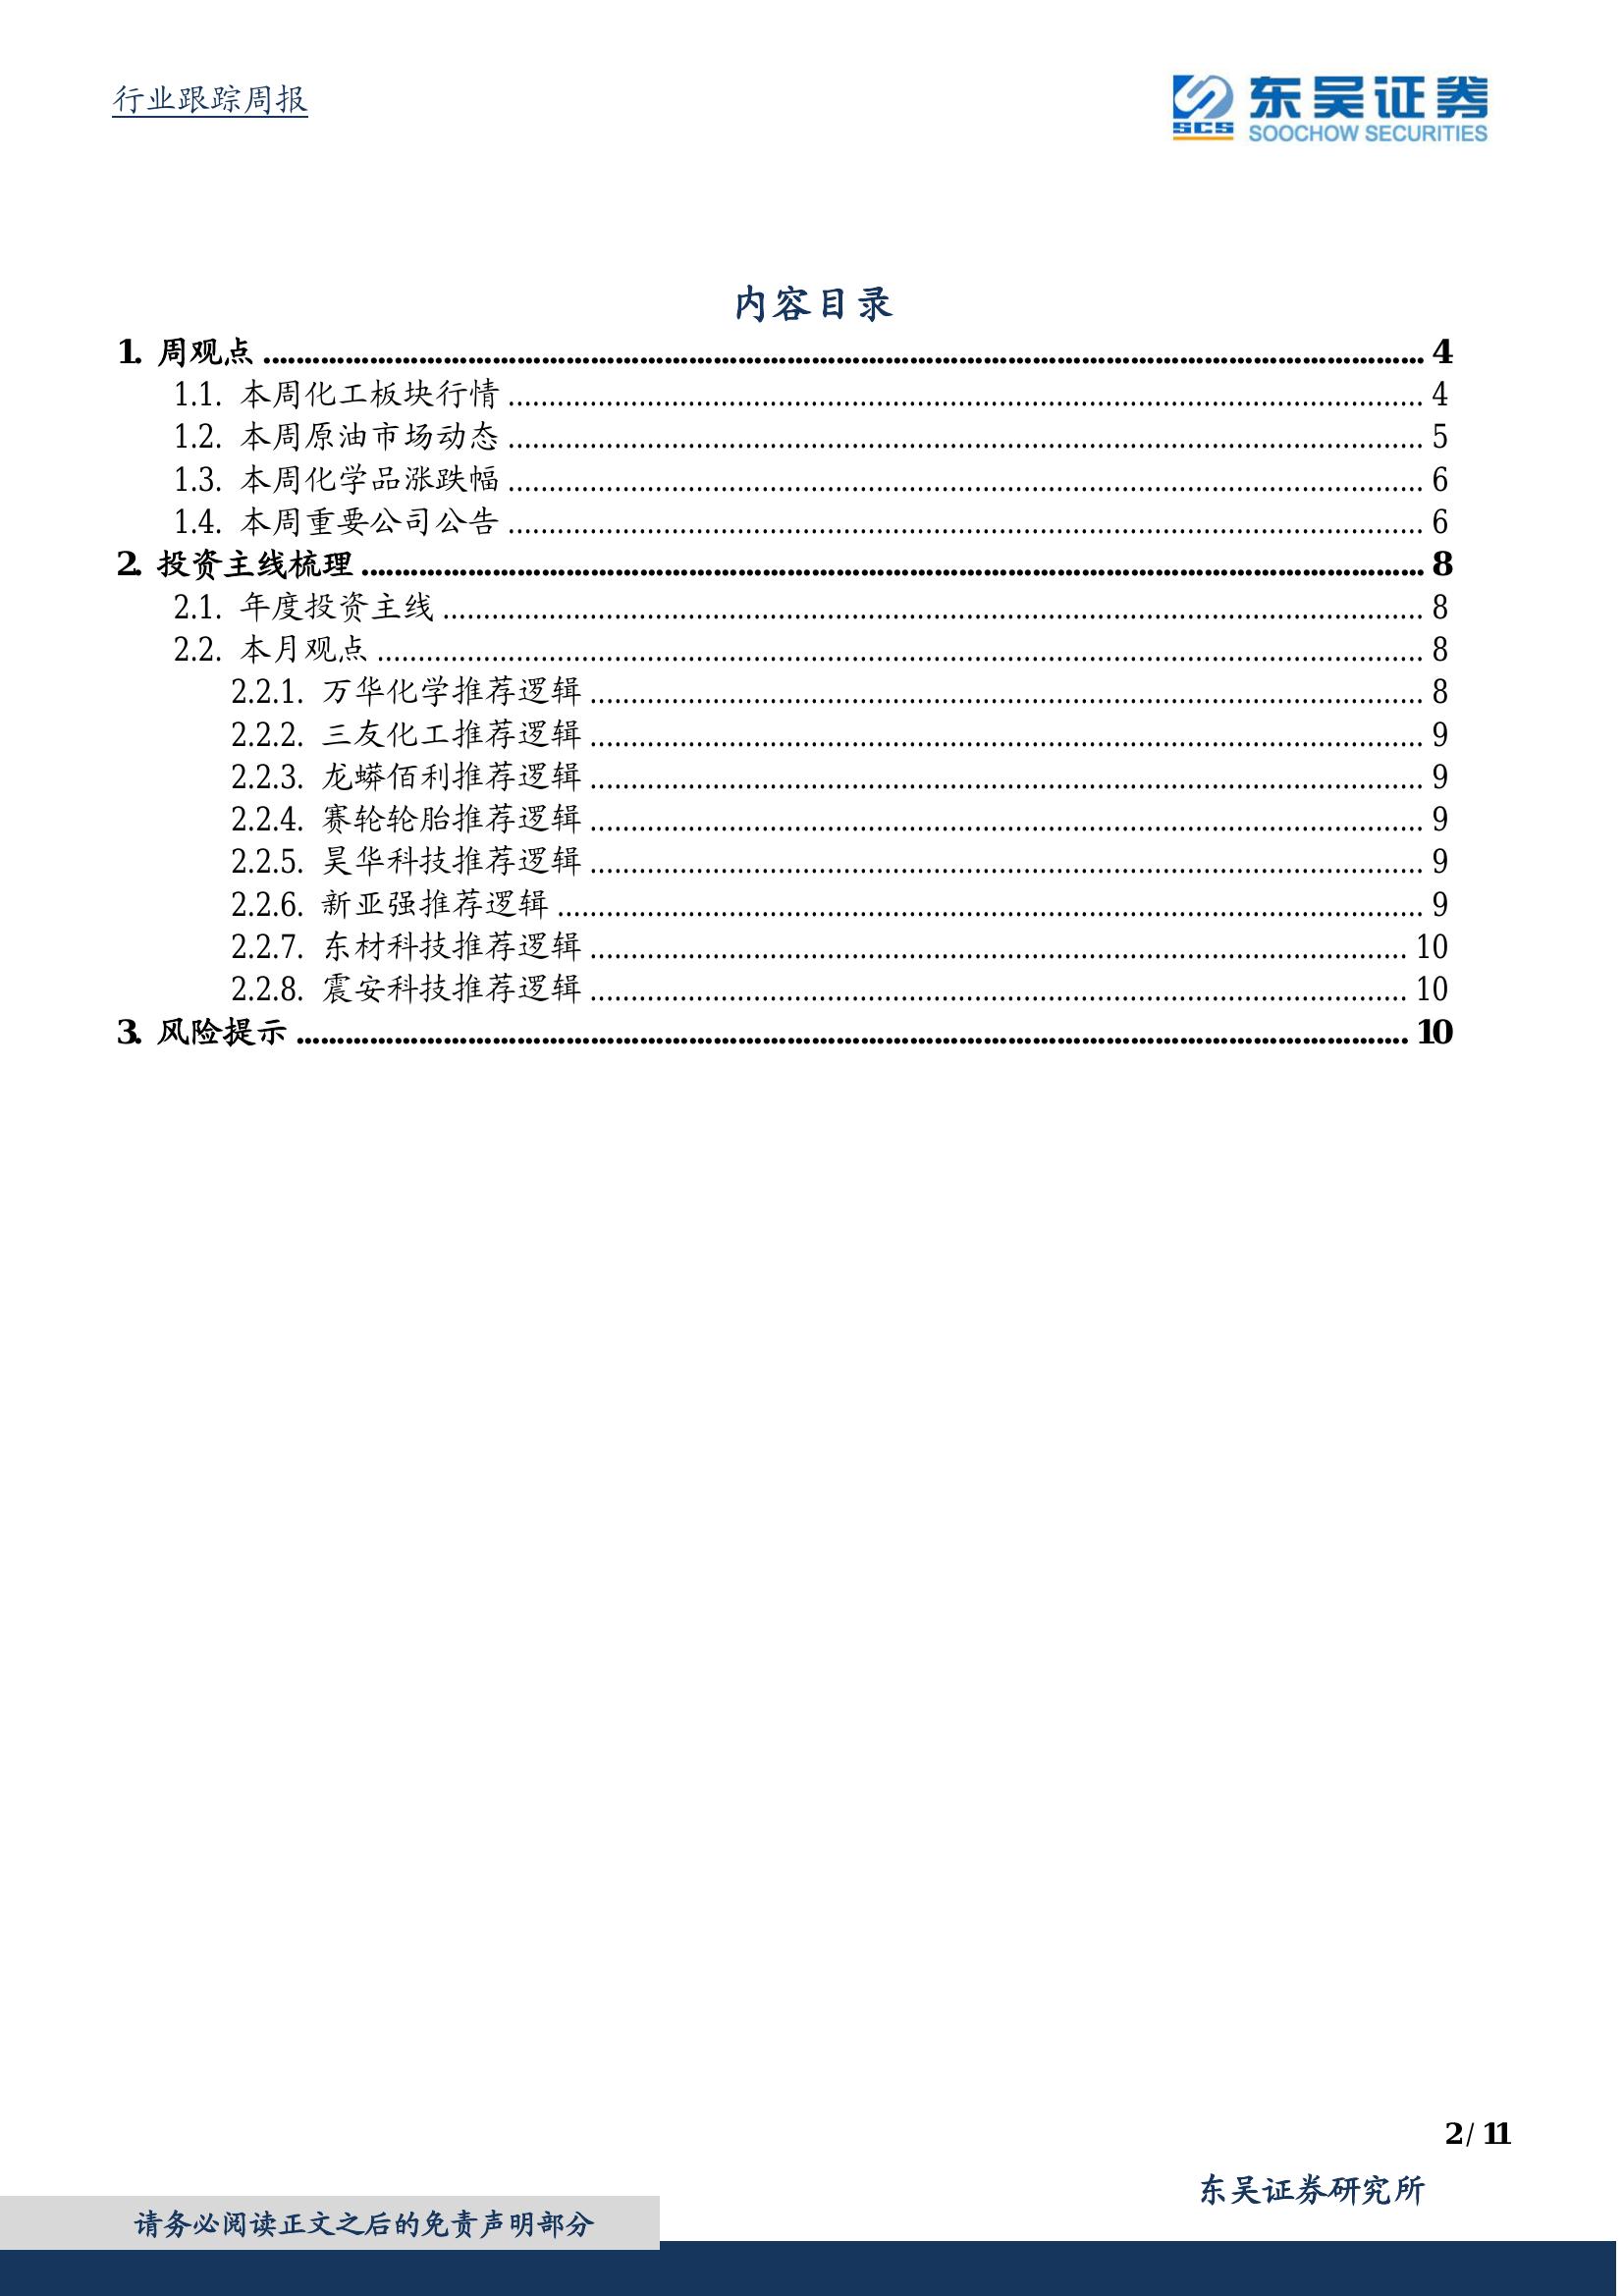 行业跟踪周报
SCS 东吴证券
SOOCHOW SECURITIES
内容目录
1. 周观点 ........................................ 4
1.1. 本周化工板块行情 ........................................ 4
1.2. 本周原油市场动态 ........................................ 5
1.3. 本周化学品涨跌幅 ........................................ 6
1.4. 本周重要公司公告 ........................................ 6
2. 投资主线梳理 ........................................ 8
2.1. 年度投资主线 ........................................ 8
2.2. 本月观点 ........................................ 8
2.2.1. 万华化学推荐逻辑 ........................................ 8
2.2.2. 三友化工推荐逻辑 ........................................ 9
2.2.3. 龙蟒佰利推荐逻辑 ........................................ 9
2.2.4. 赛轮轮胎推荐逻辑 ........................................ 9
2.2.5. 昊华科技推荐逻辑 ........................................ 9
2.2.6. 新亚强推荐逻辑 ........................................ 9
2.2.7. 东材科技推荐逻辑 ........................................ 10
2.2.8. 震安科技推荐逻辑 ........................................ 10
3. 风险提示 ........................................ 10
2 / 11
东吴证券研究所
请务必阅读正文之后的免责声明部分